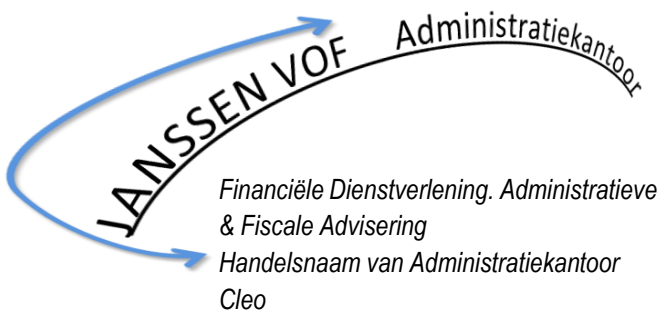 JANSSEN VOF Administratiekantoor
Financiële Dienstverlening. Administratieve
& Fiscale Advisering
Handelsnaam van Administratiekantoor
Cleo